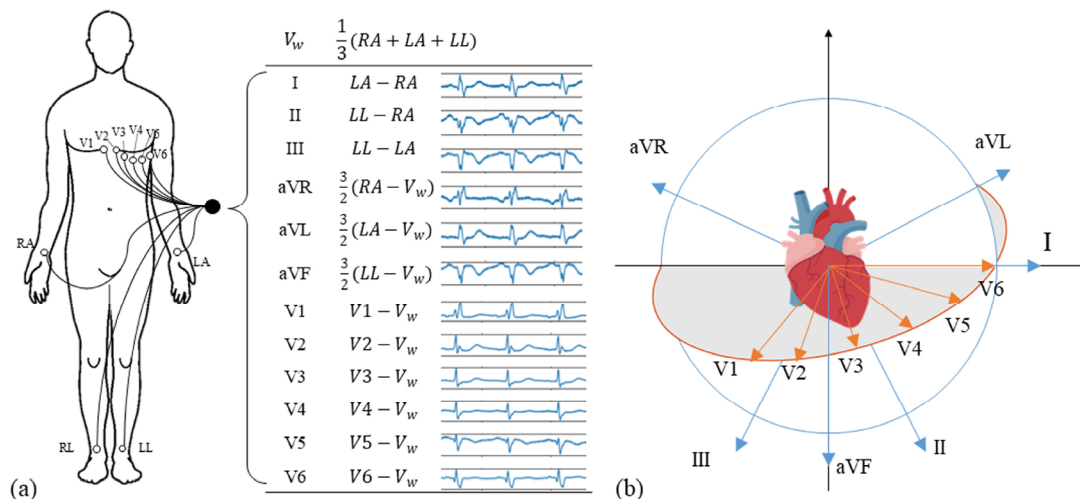 V_w 1/3(RA + LA + LL)
I LA − RA
II LL − RA
III LL − LA
aVR 3/2(RA − V_w)
aVL 3/2(LA − V_w)
aVF 3/2(LL − V_w)
V1 V1 − V_w
V2 V2 − V_w
V3 V3 − V_w
V4 V4 − V_w
V5 V5 − V_w
V6 V6 − V_w
V1 V2 V3 V4 V5 V6
RA LA
RL LL
(a)
aVR aVL
I
V6
V5
V4
V3
V2
V1
III aVF II
(b)